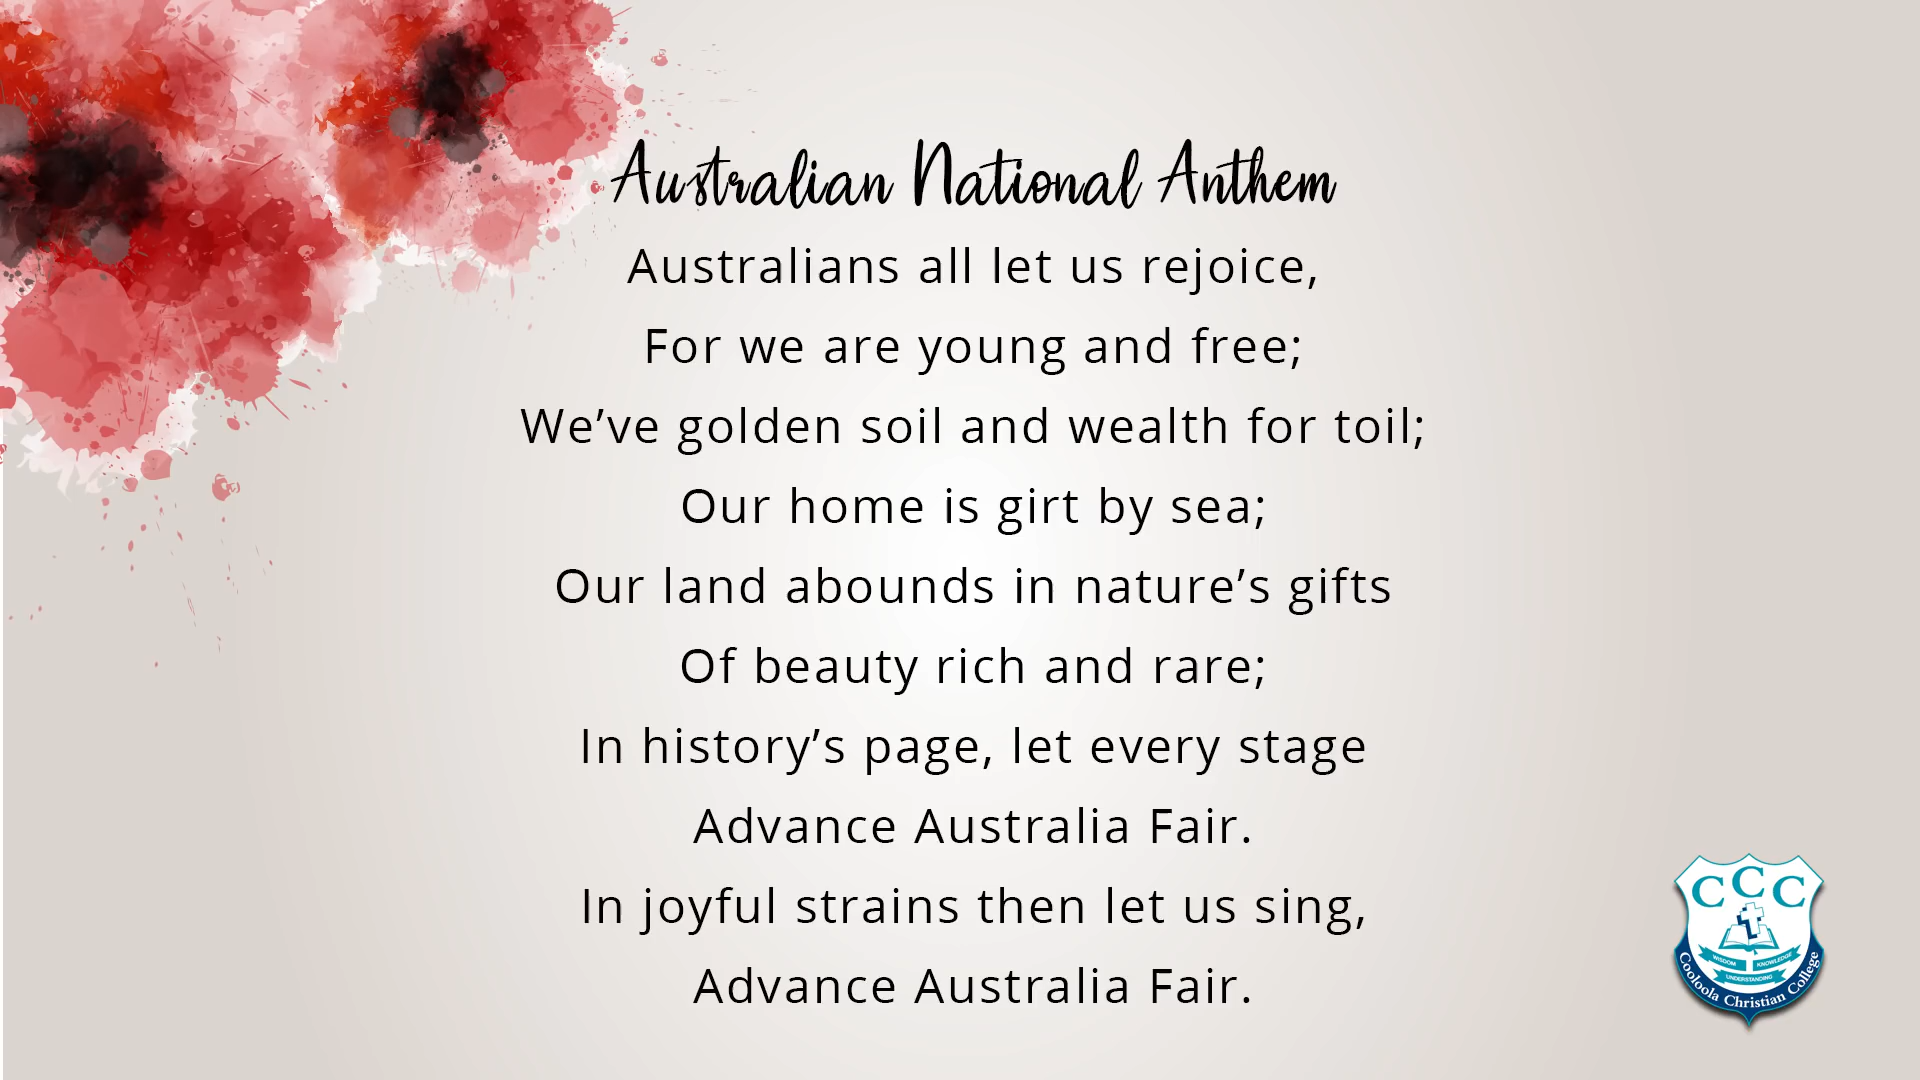 Australian National Anthem
Australians all let us rejoice,
For we are young and free;
We’ve golden soil and wealth for toil;
Our home is girt by sea;
Our land abounds in nature’s gifts
Of beauty rich and rare;
In history’s page, let every stage
Advance Australia Fair.
In joyful strains then let us sing,
Advance Australia Fair.
CCC
WISDOM KNOWLEDGE
UNDERSTANDING
Cooloola Christian College